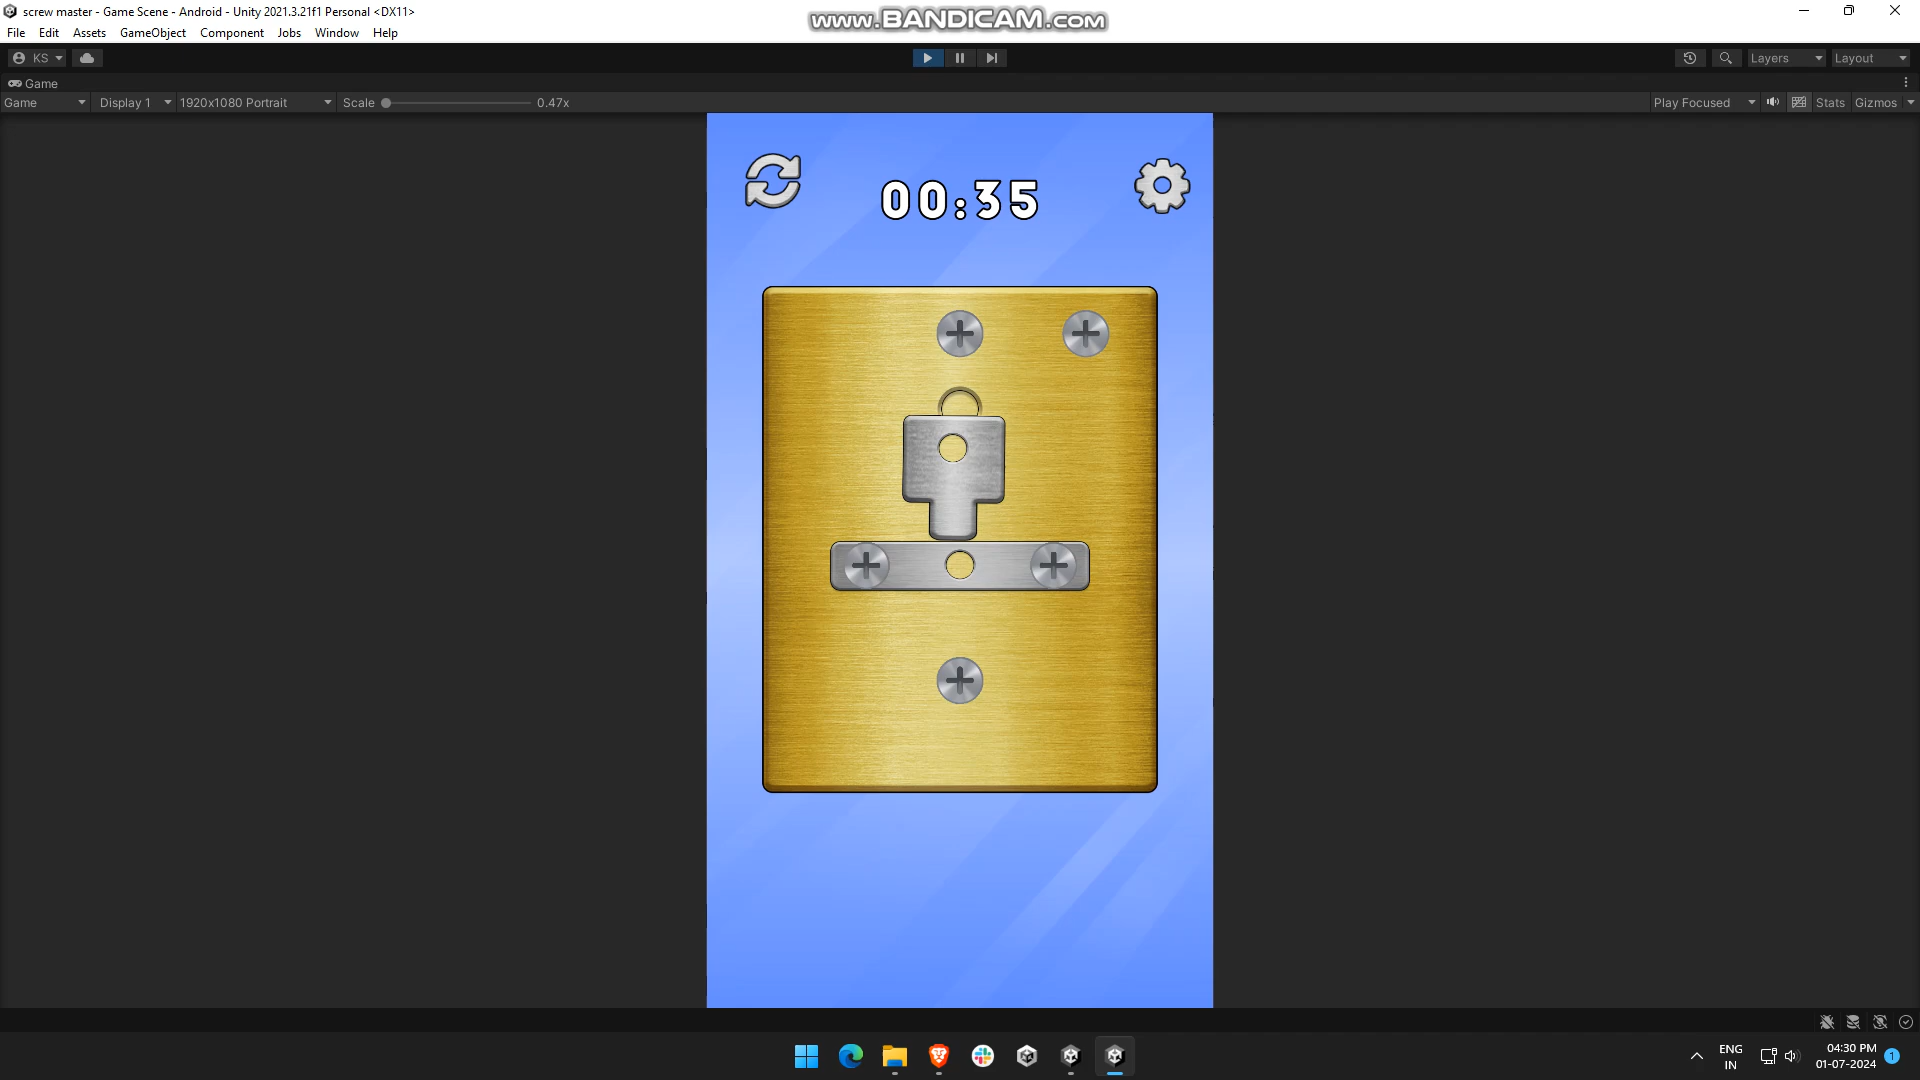 screw master - Game Scene - Android - Unity 2021.3.21f1 Personal <DX11>
www.BANDICAM.com
File Edit Assets GameObject Component Jobs Window Help
KS Layers Layout
Game
Game Display 1 1920x1080 Portrait Scale 0.47x Play Focused Stats Gizmos
00:35
ENG
IN
04:30 PM
01-07-2024
1